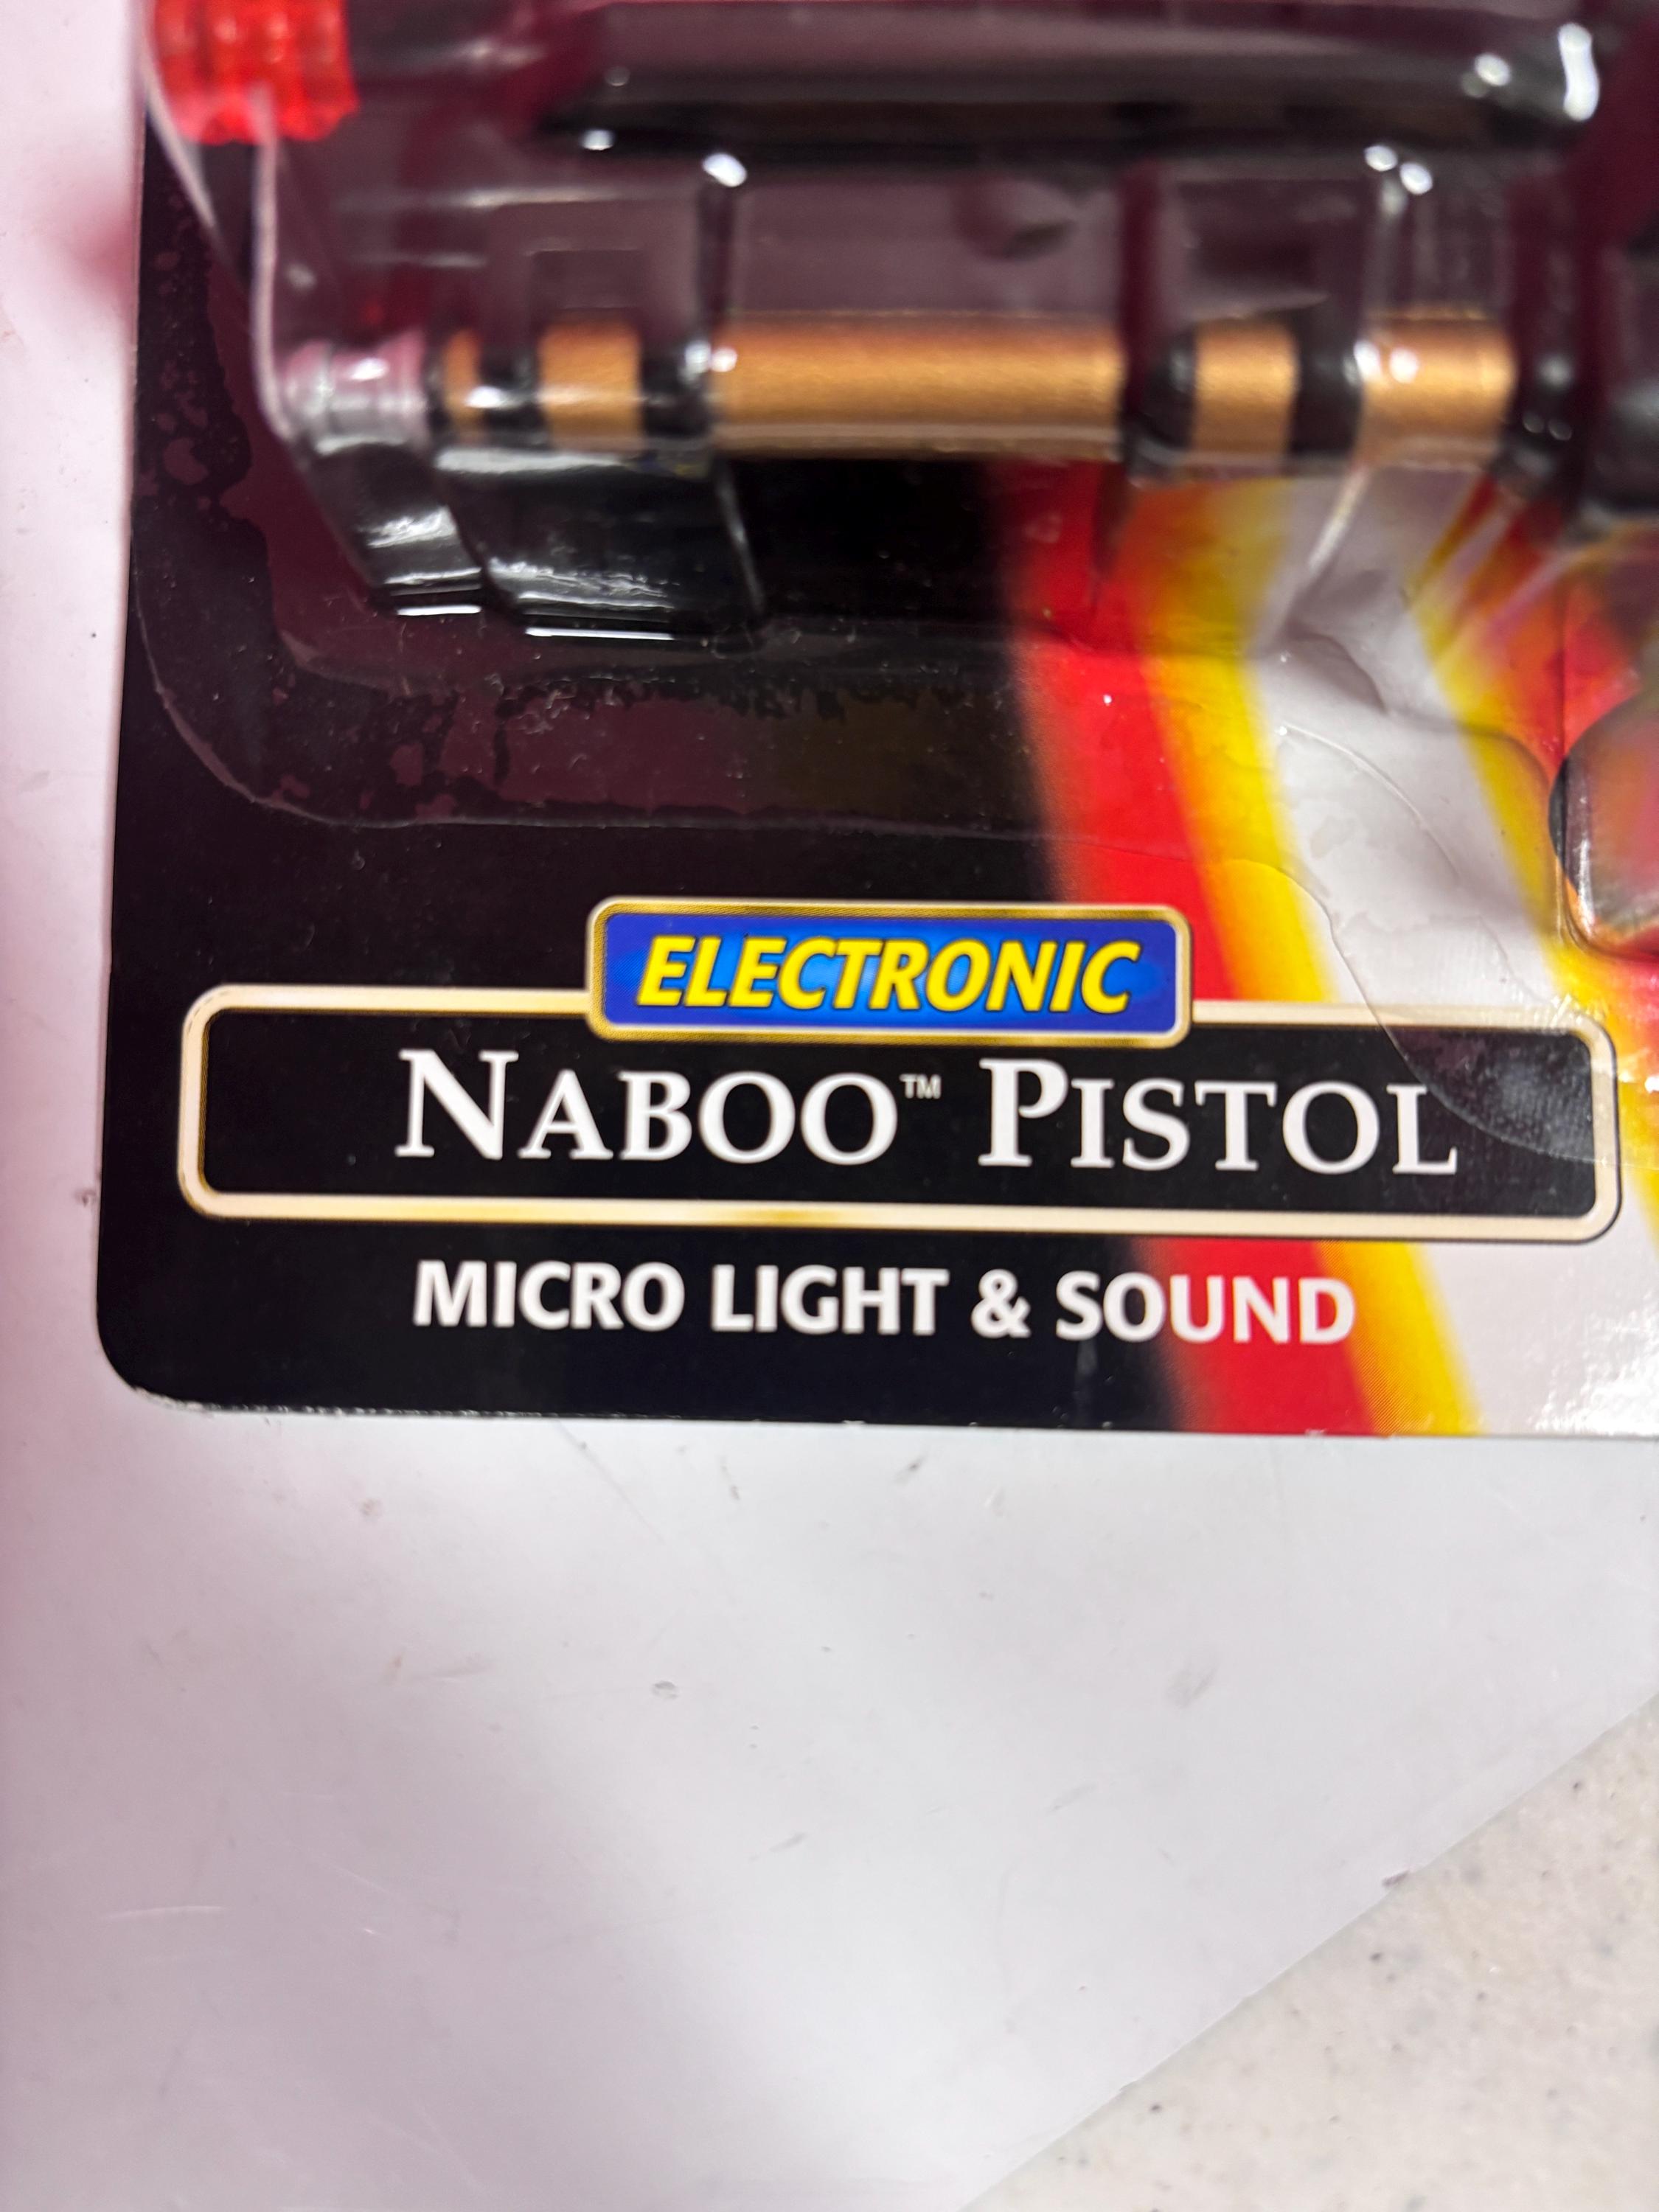 ELECTRONIC
NABOO™ PISTOL
MICRO LIGHT & SOUND